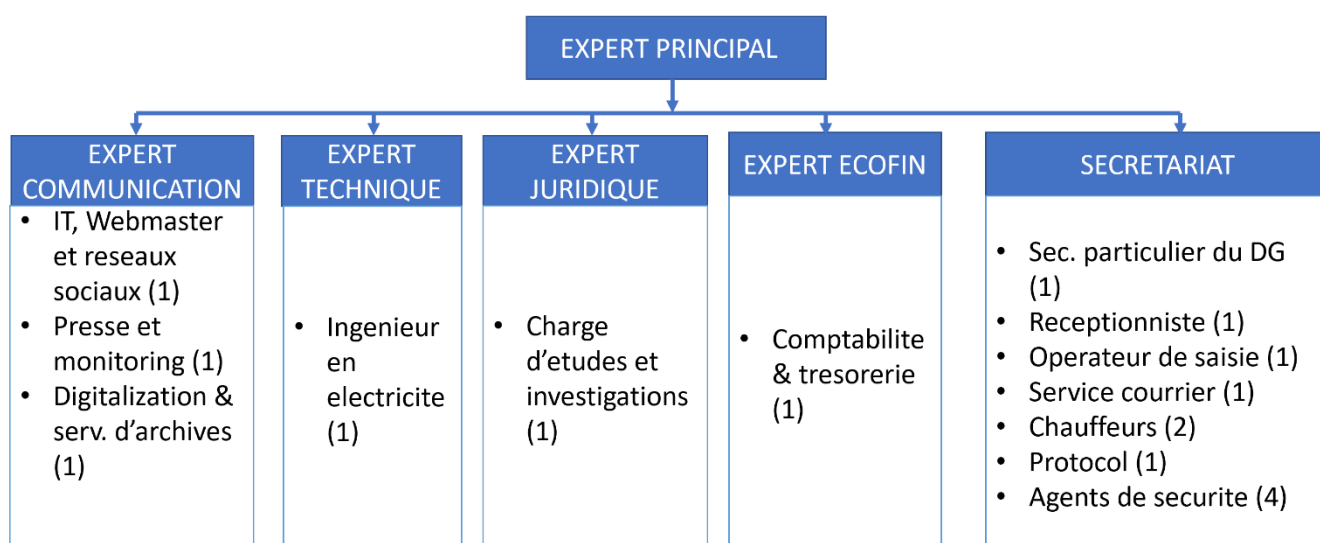 EXPERT PRINCIPAL
EXPERT
COMMUNICATION
• IT, Webmaster
et reseaux
sociaux (1)
• Presse et
monitoring (1)
• Digitalization &
serv. d’archives
(1)
EXPERT
TECHNIQUE
• Ingenieur
en
electricite
(1)
EXPERT
JURIDIQUE
• Charge
d’etudes et
investigations
(1)
EXPERT ECOFIN
• Comptabilite
& tresorerie
(1)
SECRETARIAT
• Sec. particulier du DG
(1)
• Receptionniste (1)
• Operateur de saisie (1)
• Service courrier (1)
• Chauffeurs (2)
• Protocol (1)
• Agents de securite (4)